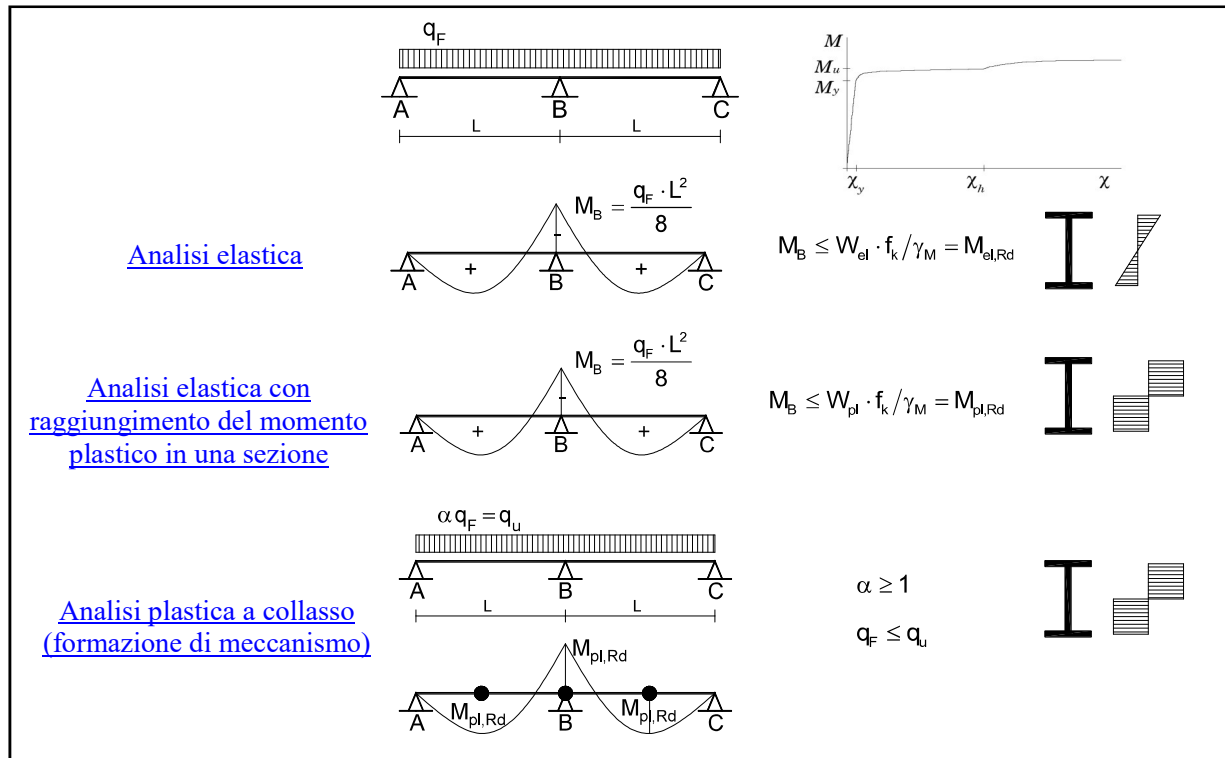 q_F
A B C
L L
M
M_u
M_y
χ_y χ_h χ
Analisi elastica
M_B = q_F · L² / 8
-
+ +
A B C
M_B ≤ W_el · f_k/γ_M = M_el,Rd
Analisi elastica con
raggiungimento del momento
plastico in una sezione
M_B = q_F · L² / 8
-
+ +
A B C
M_B ≤ W_pl · f_k/γ_M = M_pl,Rd
Analisi plastica a collasso
(formazione di meccanismo)
α q_F = q_u
A B C
L L
M_pl,Rd
M_pl,Rd M_pl,Rd
A B C
α ≥ 1
q_F ≤ q_u